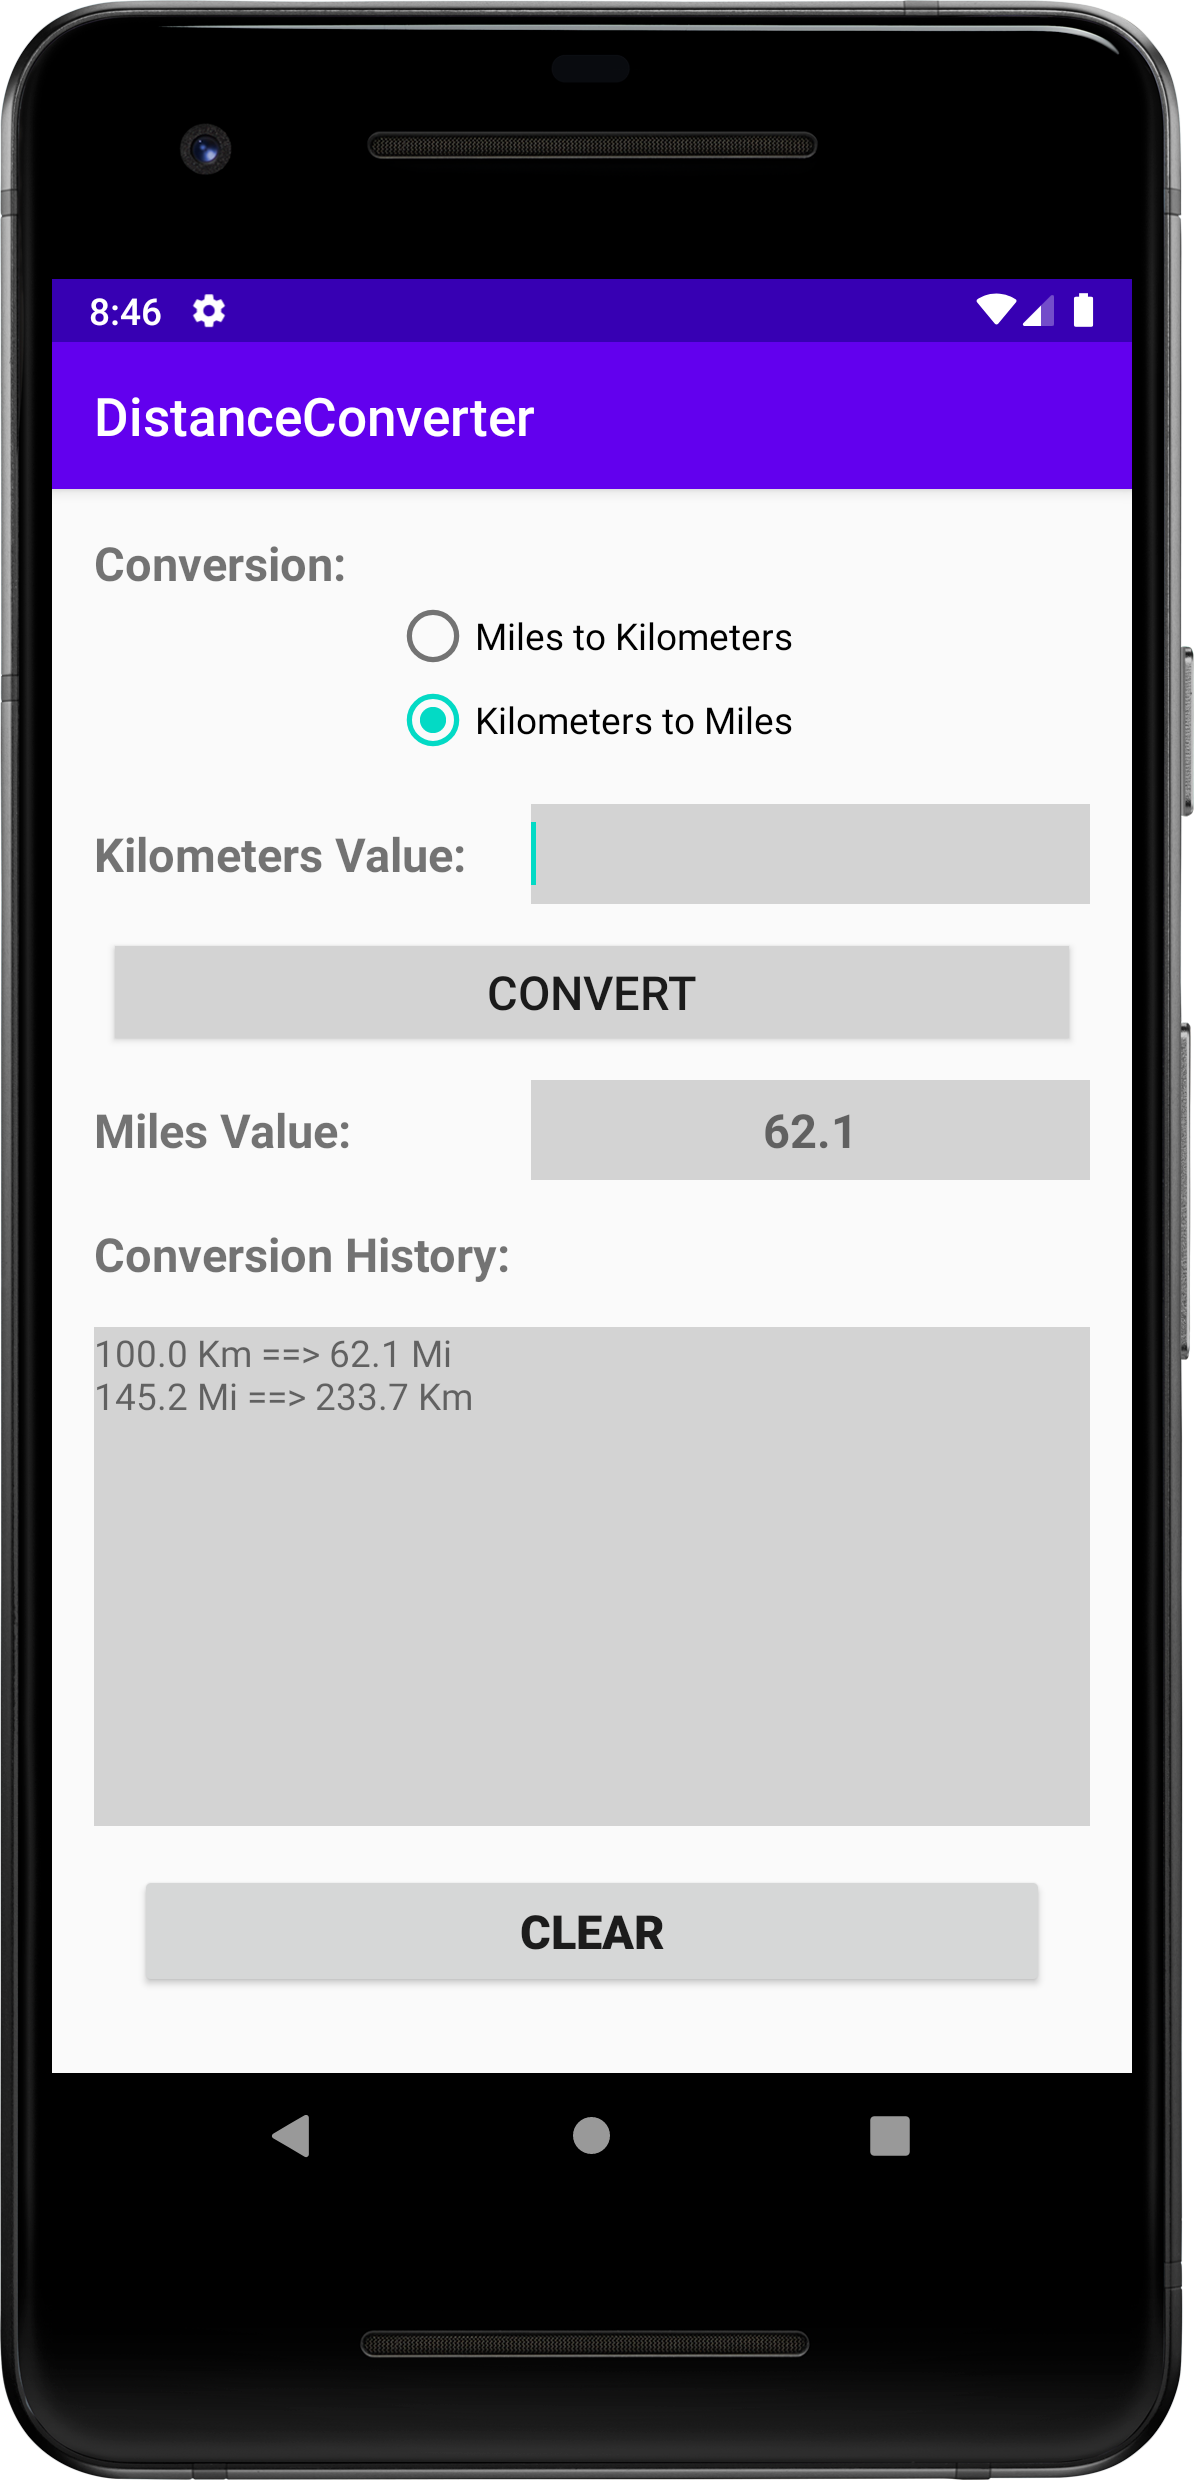 8:46
DistanceConverter
Conversion:
Miles to Kilometers
Kilometers to Miles
Kilometers Value:
CONVERT
Miles Value: 62.1
Conversion History:
100.0 Km ==> 62.1 Mi
145.2 Mi ==> 233.7 Km
CLEAR